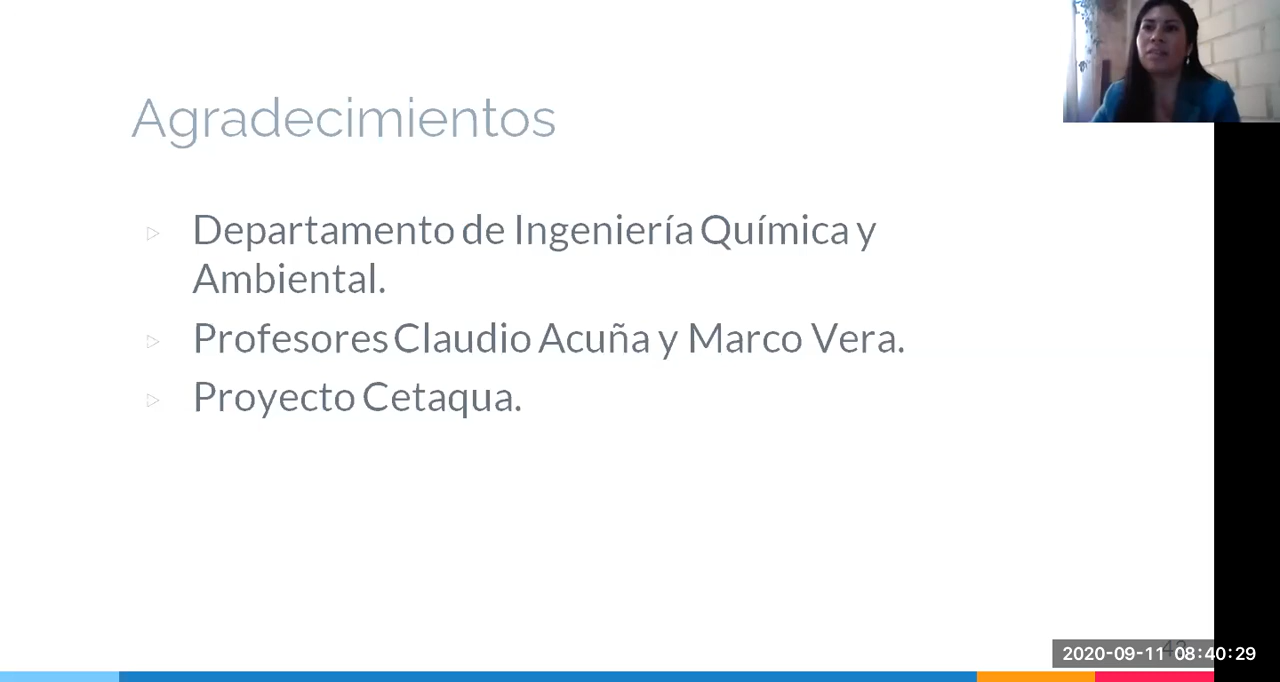 Agradecimientos
Departamento de Ingeniería Química y
Ambiental.
Profesores Claudio Acuña y Marco Vera.
Proyecto Cetaqua.
2020-09-11 08:40:29